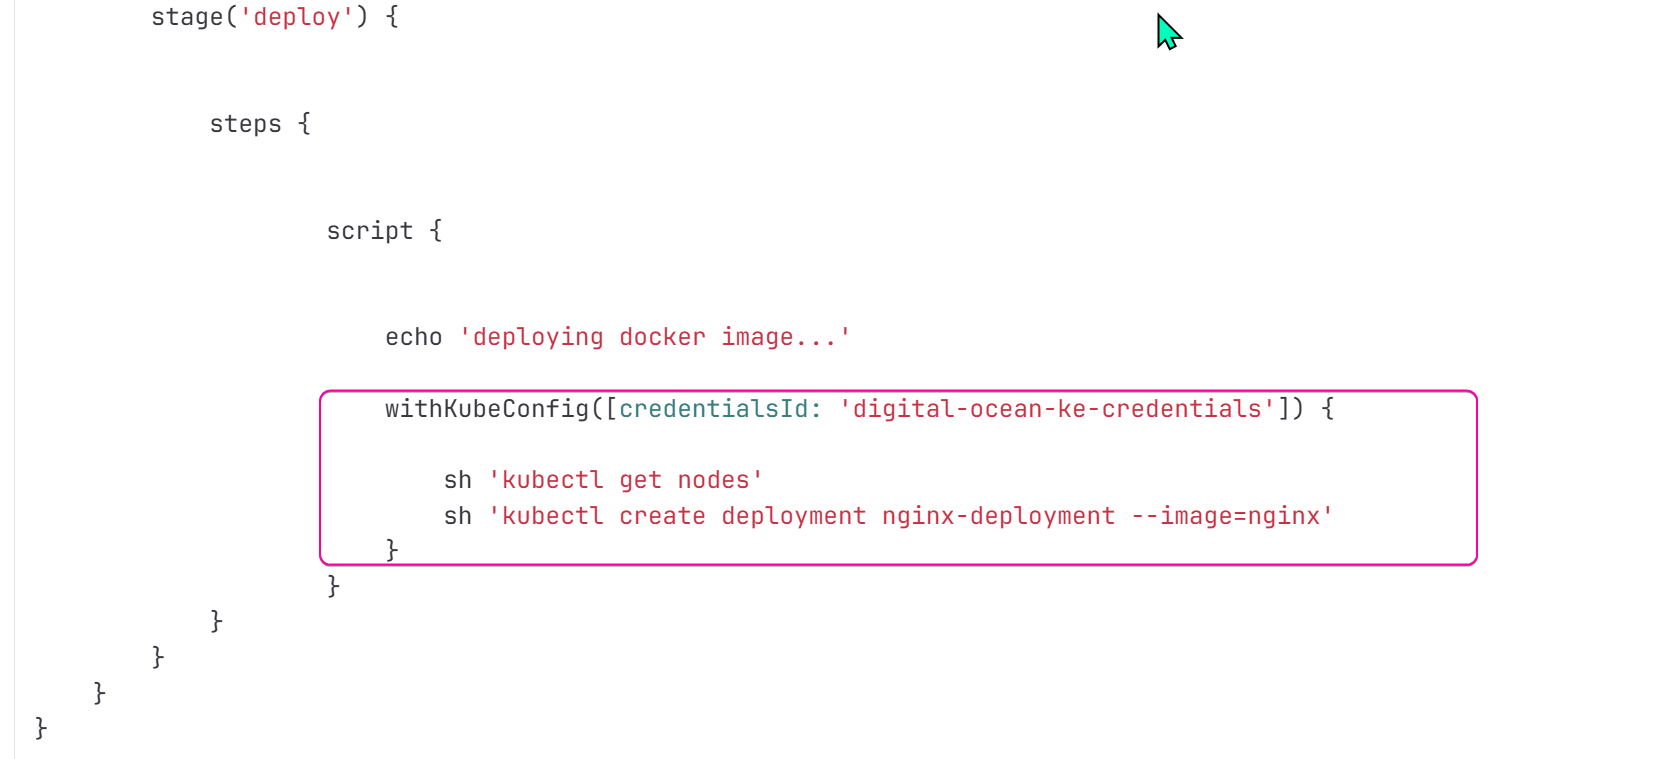 stage('deploy') {
steps {
script {
echo 'deploying docker image...'
withKubeConfig([credentialsId: 'digital-ocean-ke-credentials']) {
sh 'kubectl get nodes'
sh 'kubectl create deployment nginx-deployment --image=nginx'
}
}
}
}
}
}